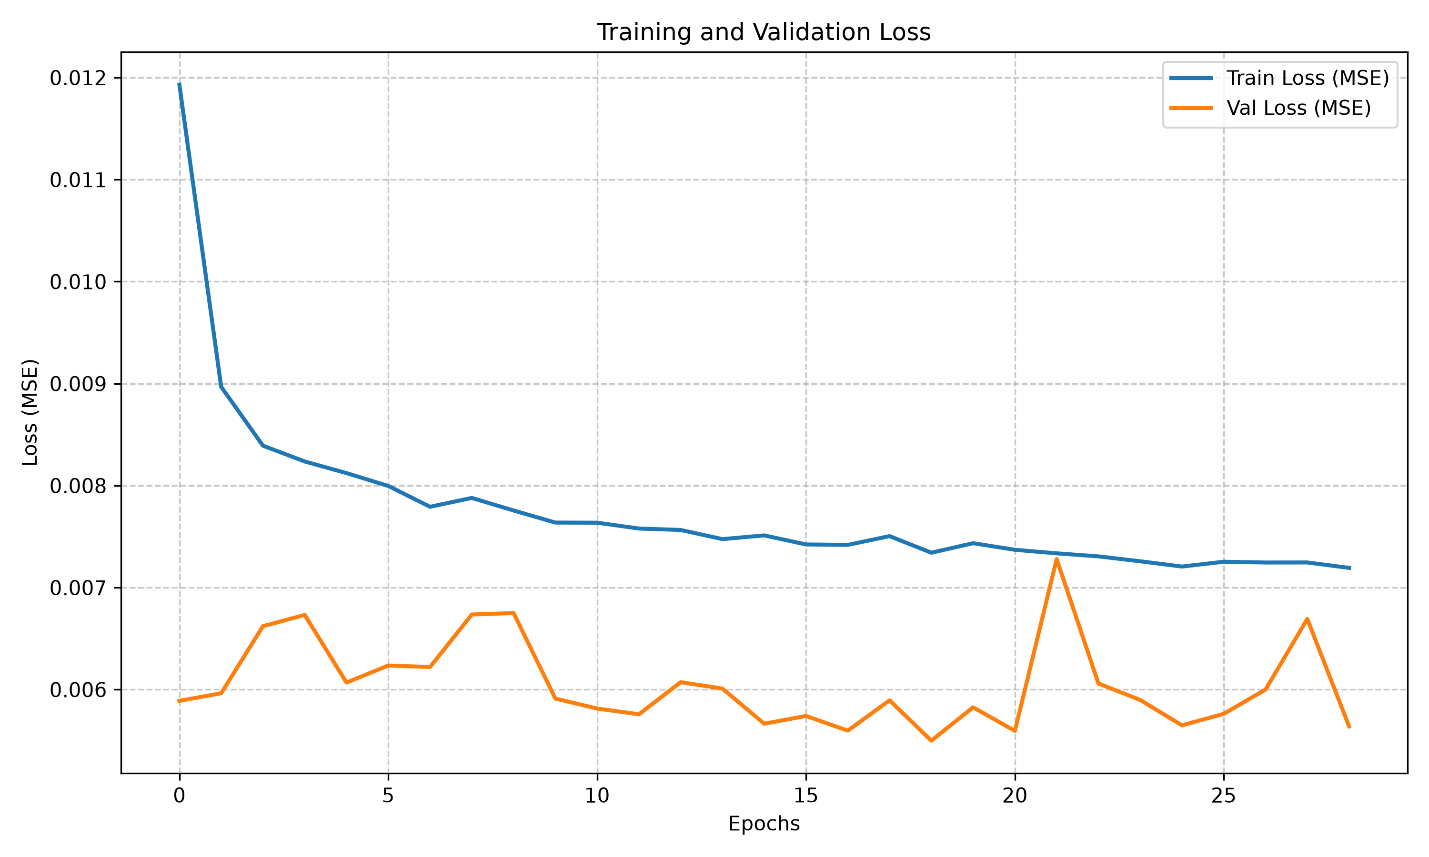 Training and Validation Loss
Train Loss (MSE)
Val Loss (MSE)
Loss (MSE)
0.012
0.011
0.010
0.009
0.008
0.007
0.006
0 5 10 15 20 25
Epochs